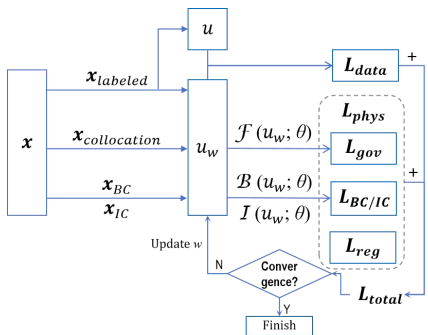 u
x_labeled
L_data
+
L_phys
x
x_collocation
u_w
ℱ (u_w; θ)
L_gov
x_BC
x_IC
ℬ (u_w; θ)
ℐ (u_w; θ)
L_BC/IC
+
L_reg
Update w
N
Conver
gence?
L_total
Y
Finish